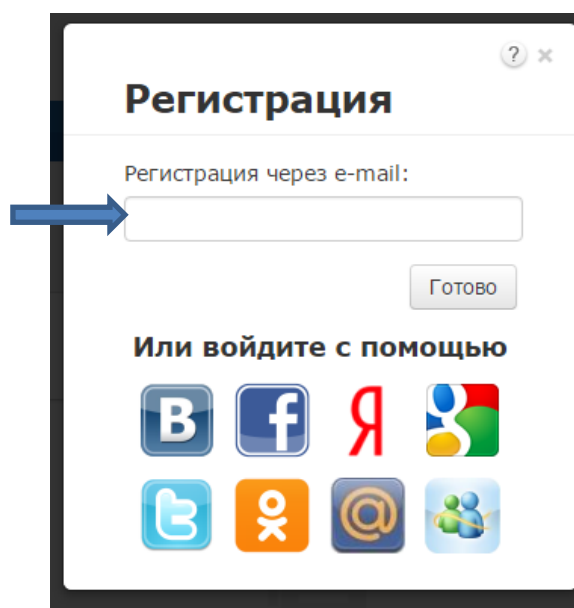 ?
Регистрация
Регистрация через e-mail:
Готово
Или войдите с помощью
В f Я g
t @